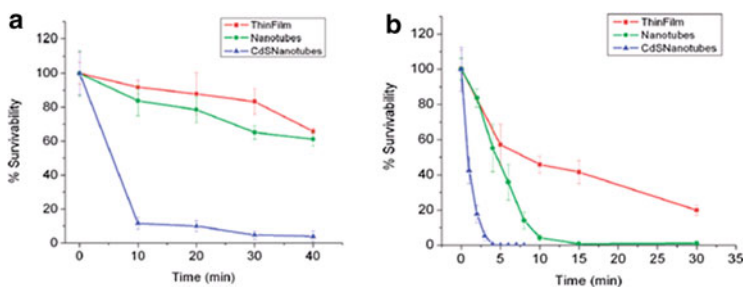 a
ThinFilm
Nanotubes
CdSNanotubes
120
100
80
60
40
20
0
% Survivability
0
10
20
30
40
Time (min)
b
ThinFilm
Nanotubes
CdSNanotubes
120
100
80
60
40
20
0
% Survivability
0
5
10
15
20
25
30
35
Time (min)